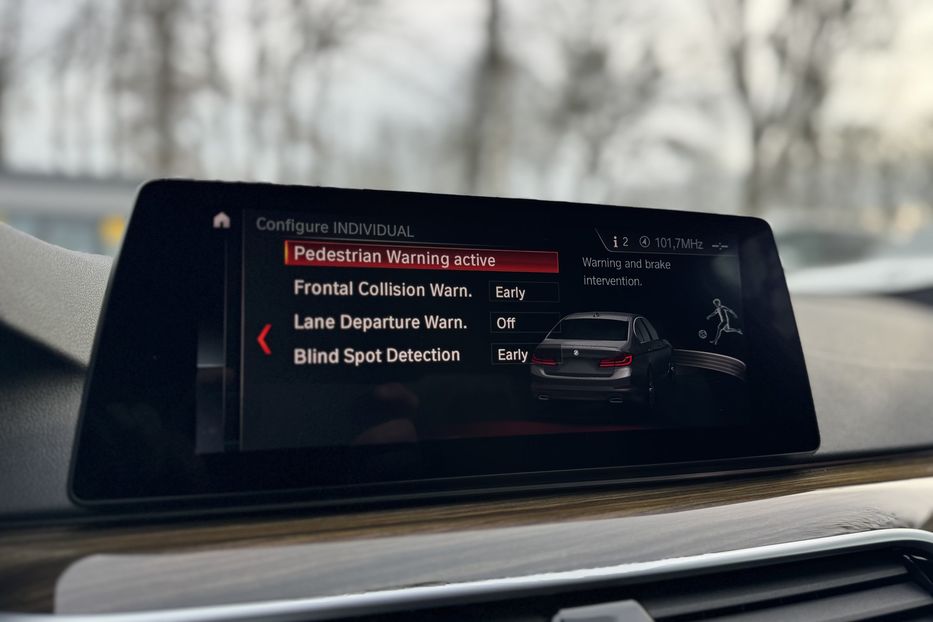 Configure INDIVIDUAL
i 2 4 101,7MHz --:--
Pedestrian Warning active
Warning and brake
intervention.
Frontal Collision Warn. Early
Lane Departure Warn. Off
Blind Spot Detection Early